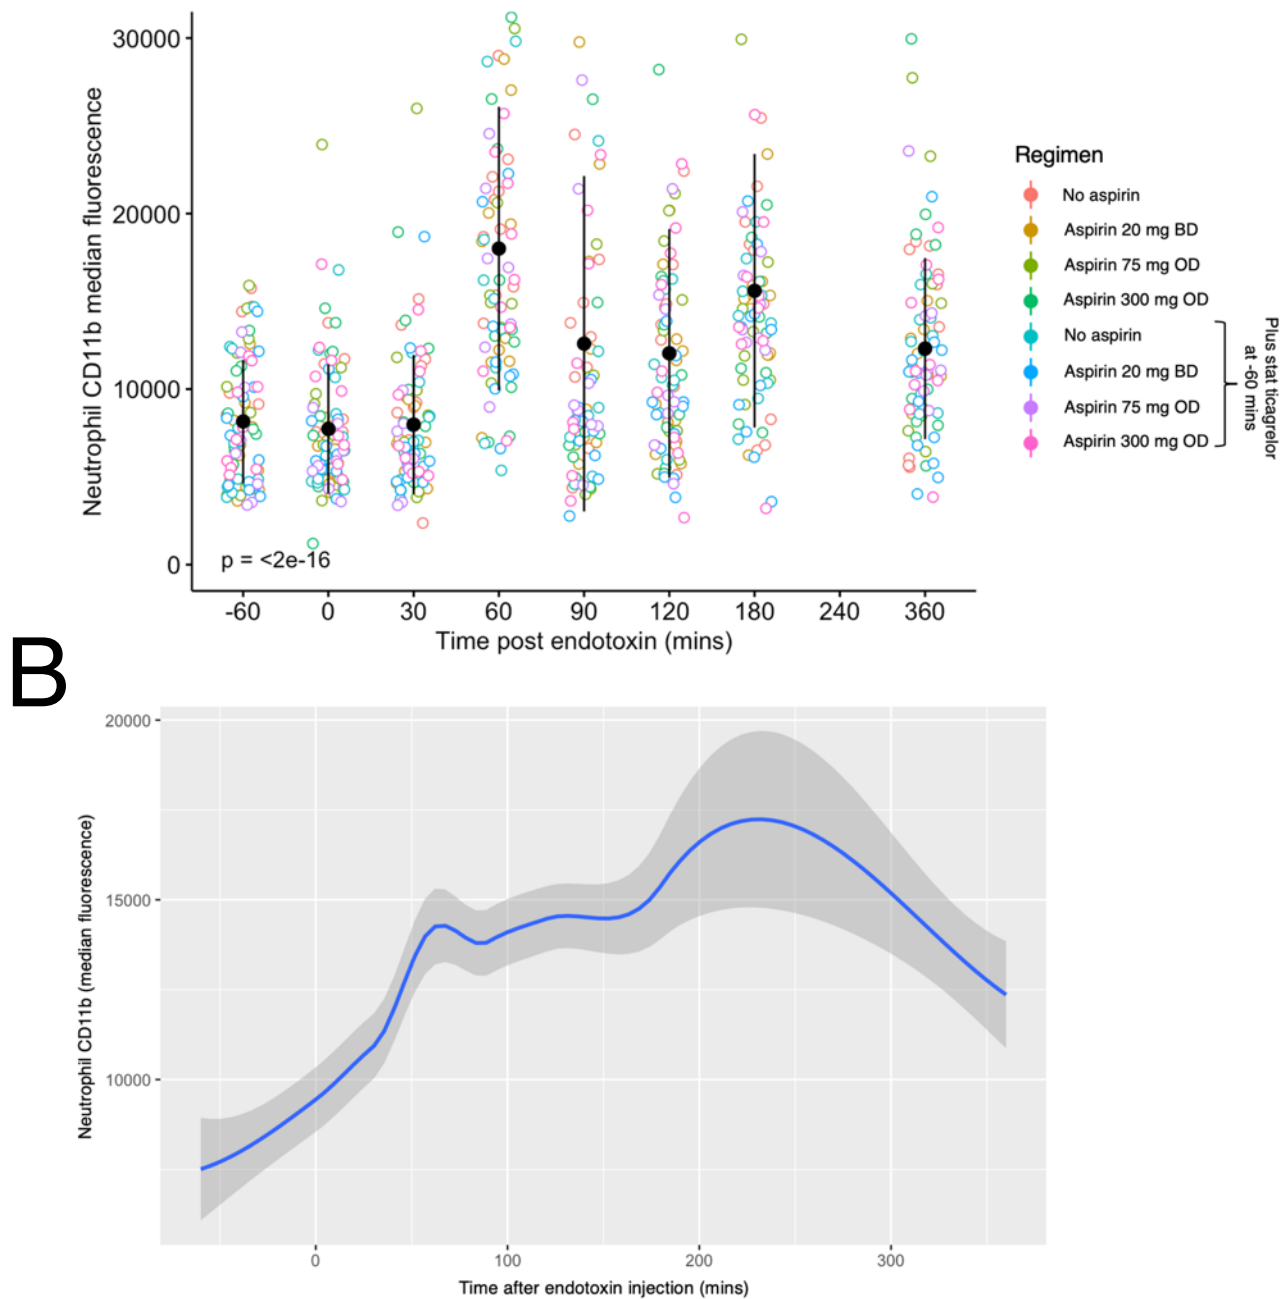 30000
20000
10000
0
Neutrophil CD11b median fluorescence
p = <2e-16
-60 0 30 60 90 120 180 240 360
Time post endotoxin (mins)
Regimen
No aspirin
Aspirin 20 mg BD
Aspirin 75 mg OD
Aspirin 300 mg OD
No aspirin
Aspirin 20 mg BD
Aspirin 75 mg OD
Aspirin 300 mg OD
Plus stat ticagrelor
at -60 mins
B
20000
15000
10000
Neutrophil CD11b (median fluorescence)
0 100 200 300
Time after endotoxin injection (mins)